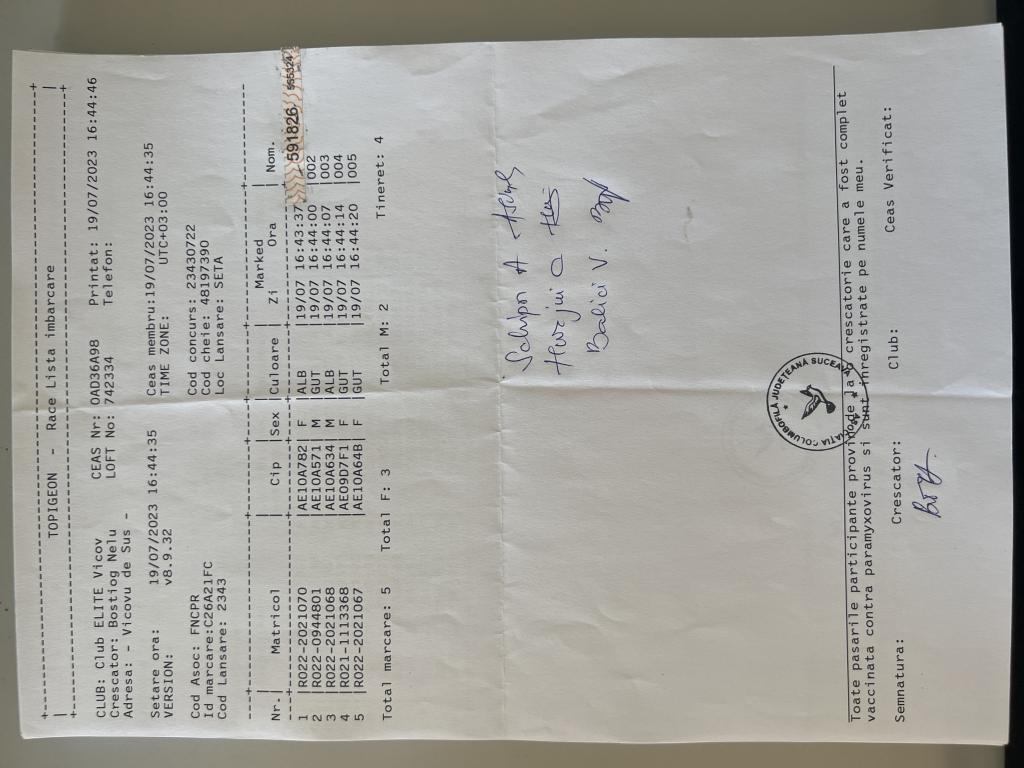 TOPIGEON - Race Lista imbarcare
CLUB: Club ELITE Vicov CEAS Nr: OAD36A98 Printat: 19/07/2023 16:44:46
Crescator: Bostiog Nelu LOFT No: 742334 Telefon:
Adresa: - Vicovu de Sus -
Setare ora: 19/07/2023 16:44:35 Ceas membru:19/07/2023 16:44:35
VERSION: v8.9.32 TIME ZONE: UTC+03:00
Cod Asoc: FNCPR Cod concurs: 23430722
Id marcare:C26A21FC Cod cheie: 48197390
Cod Lansare: 2343 Loc Lansare: SETA
Marked
Nr.| Matricol | Cip |Sex |Culoare | Zi Ora | Nom.
1 |RO22-2021070 |AE10A782| F |ALB |19/07 16:43:37| 591826 555324
2 |RO22-0944801 |AE10A571| M |GUT |19/07 16:44:00|002
3 |RO22-2021068 |AE10A634| M |ALB |19/07 16:44:07|003
4 |RO21-1113368 |AE09D7F1| F |GUT |19/07 16:44:14|004
5 |RO22-2021067 |AE10A64B| F |GUT |19/07 16:44:20|005
Total marcare: 5 Total F: 3 Total M: 2 Tineret: 4
Schipor A
V.
COLUMBOFILĂ JUDEȚEANĂ SUCEAVA
Toate pasarile participante provin de la o crescatorie care a fost complet
vaccinata contra paramyxovirus si sunt inregistrate pe numele meu.
Semnatura: Crescator: Club: Ceas Verificat: